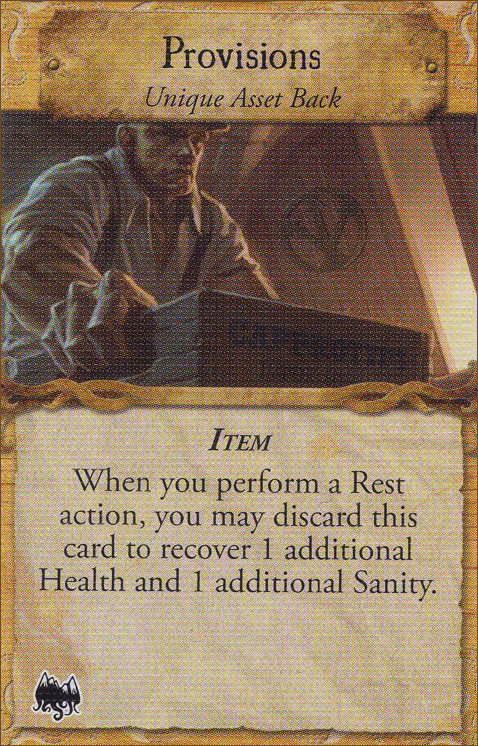 Provisions
Unique Asset Back
ITEM
When you perform a Rest
action, you may discard this
card to recover 1 additional
Health and 1 additional Sanity.